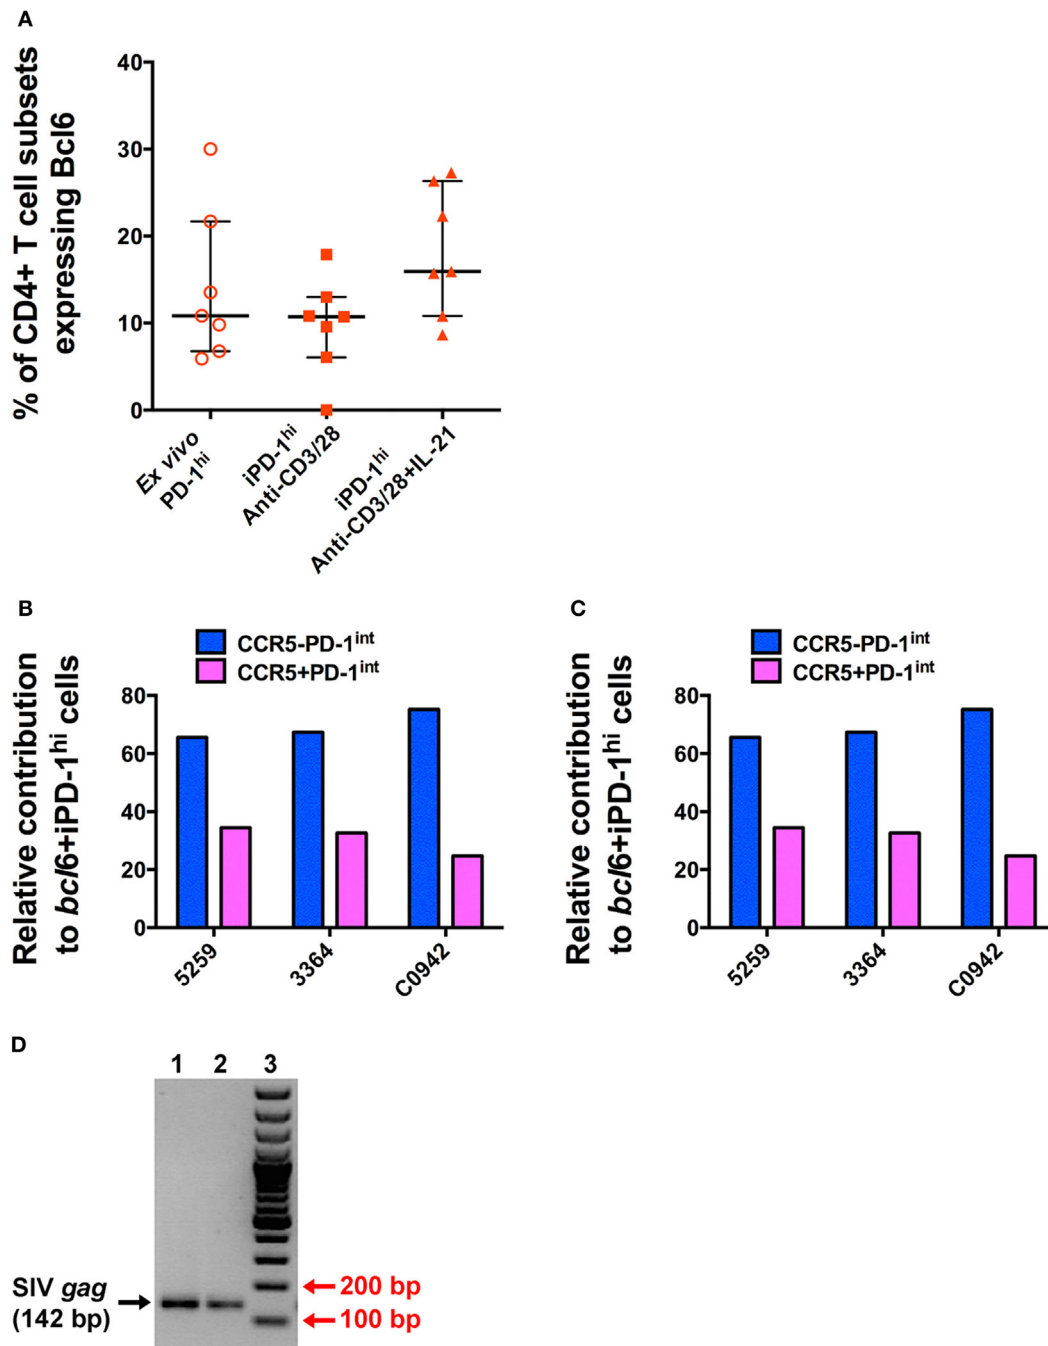 A
% of CD4+ T cell subsets
expressing Bcl6
40
30
20
10
0
Ex vivo
PD-1hi
iPD-1hi
Anti-CD3/28
iPD-1hi
Anti-CD3/28+IL-21
B
CCR5-PD-1int
CCR5+PD-1int
Relative contribution
to bcl6+iPD-1hi cells
80
60
40
20
0
5259
3364
C0942
C
CCR5-PD-1int
CCR5+PD-1int
Relative contribution
to bcl6+iPD-1hi cells
80
60
40
20
0
5259
3364
C0942
D
1 2 3
SIV gag
(142 bp)
200 bp
100 bp